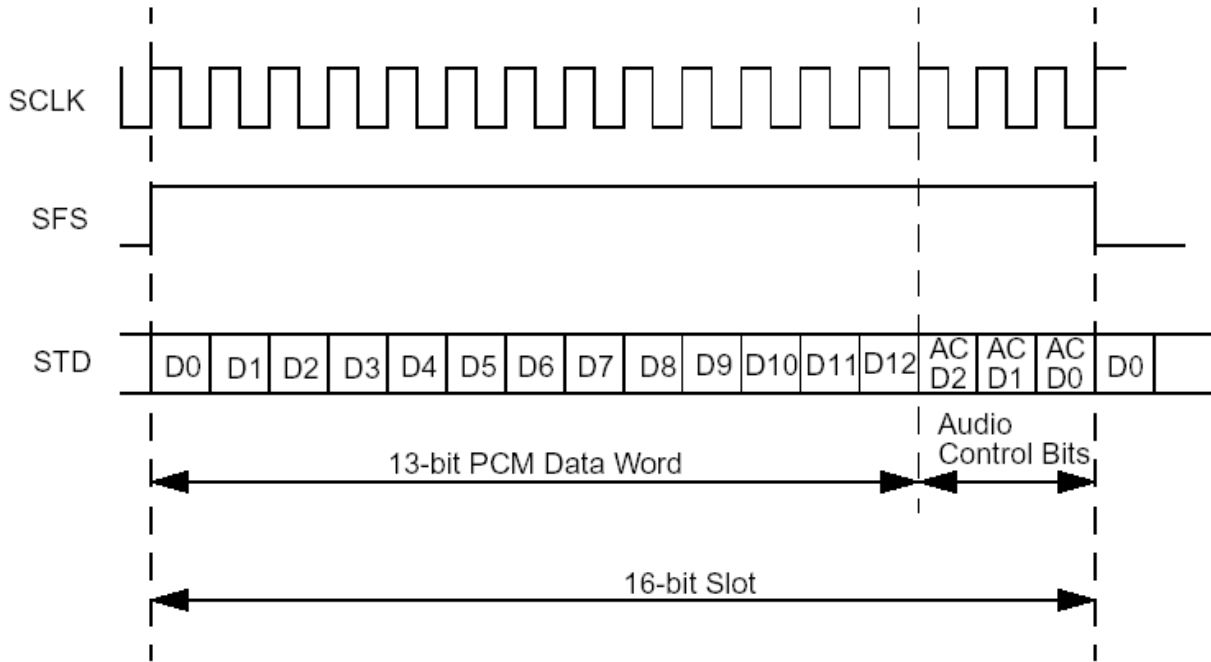 SCLK
SFS
STD
D0 D1 D2 D3 D4 D5 D6 D7 D8 D9 D10 D11 D12 AC D2 AC D1 AC D0 D0
Audio
Control Bits
13-bit PCM Data Word
16-bit Slot